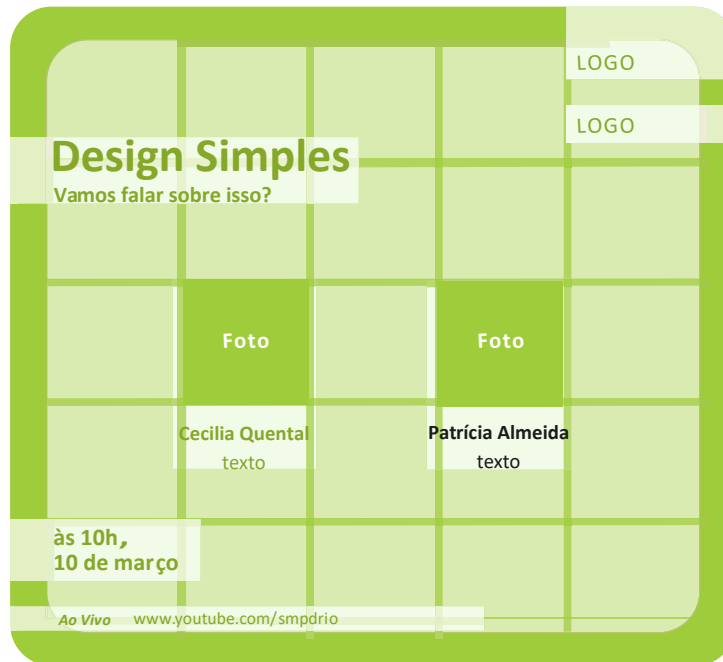 LOGO
LOGO
Design Simples
Vamos falar sobre isso?
Foto
Foto
Cecilia Quental
texto
Patrícia Almeida
texto
às 10h,
10 de março
Ao Vivo www.youtube.com/smpdrio